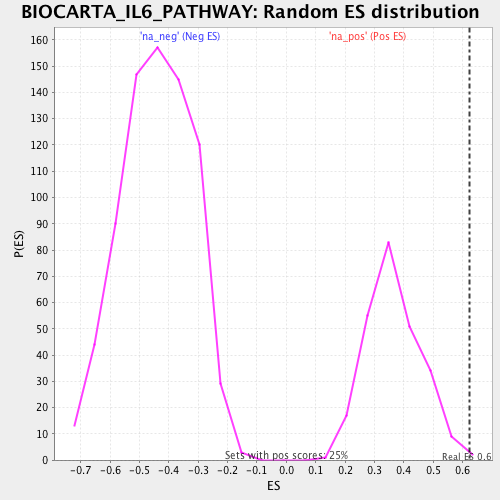 BIOCARTA_IL6_PATHWAY: Random ES distribution
'na_neg' (Neg ES) 'na_pos' (Pos ES)
160
150
140
130
120
110
100
90
80
70
60
50
40
30
20
10
0
P(ES)
Sets with pos scores: 25%
Real ES 0.6
-0.7 -0.6 -0.5 -0.4 -0.3 -0.2 -0.1 0.0 0.1 0.2 0.3 0.4 0.5 0.6
ES